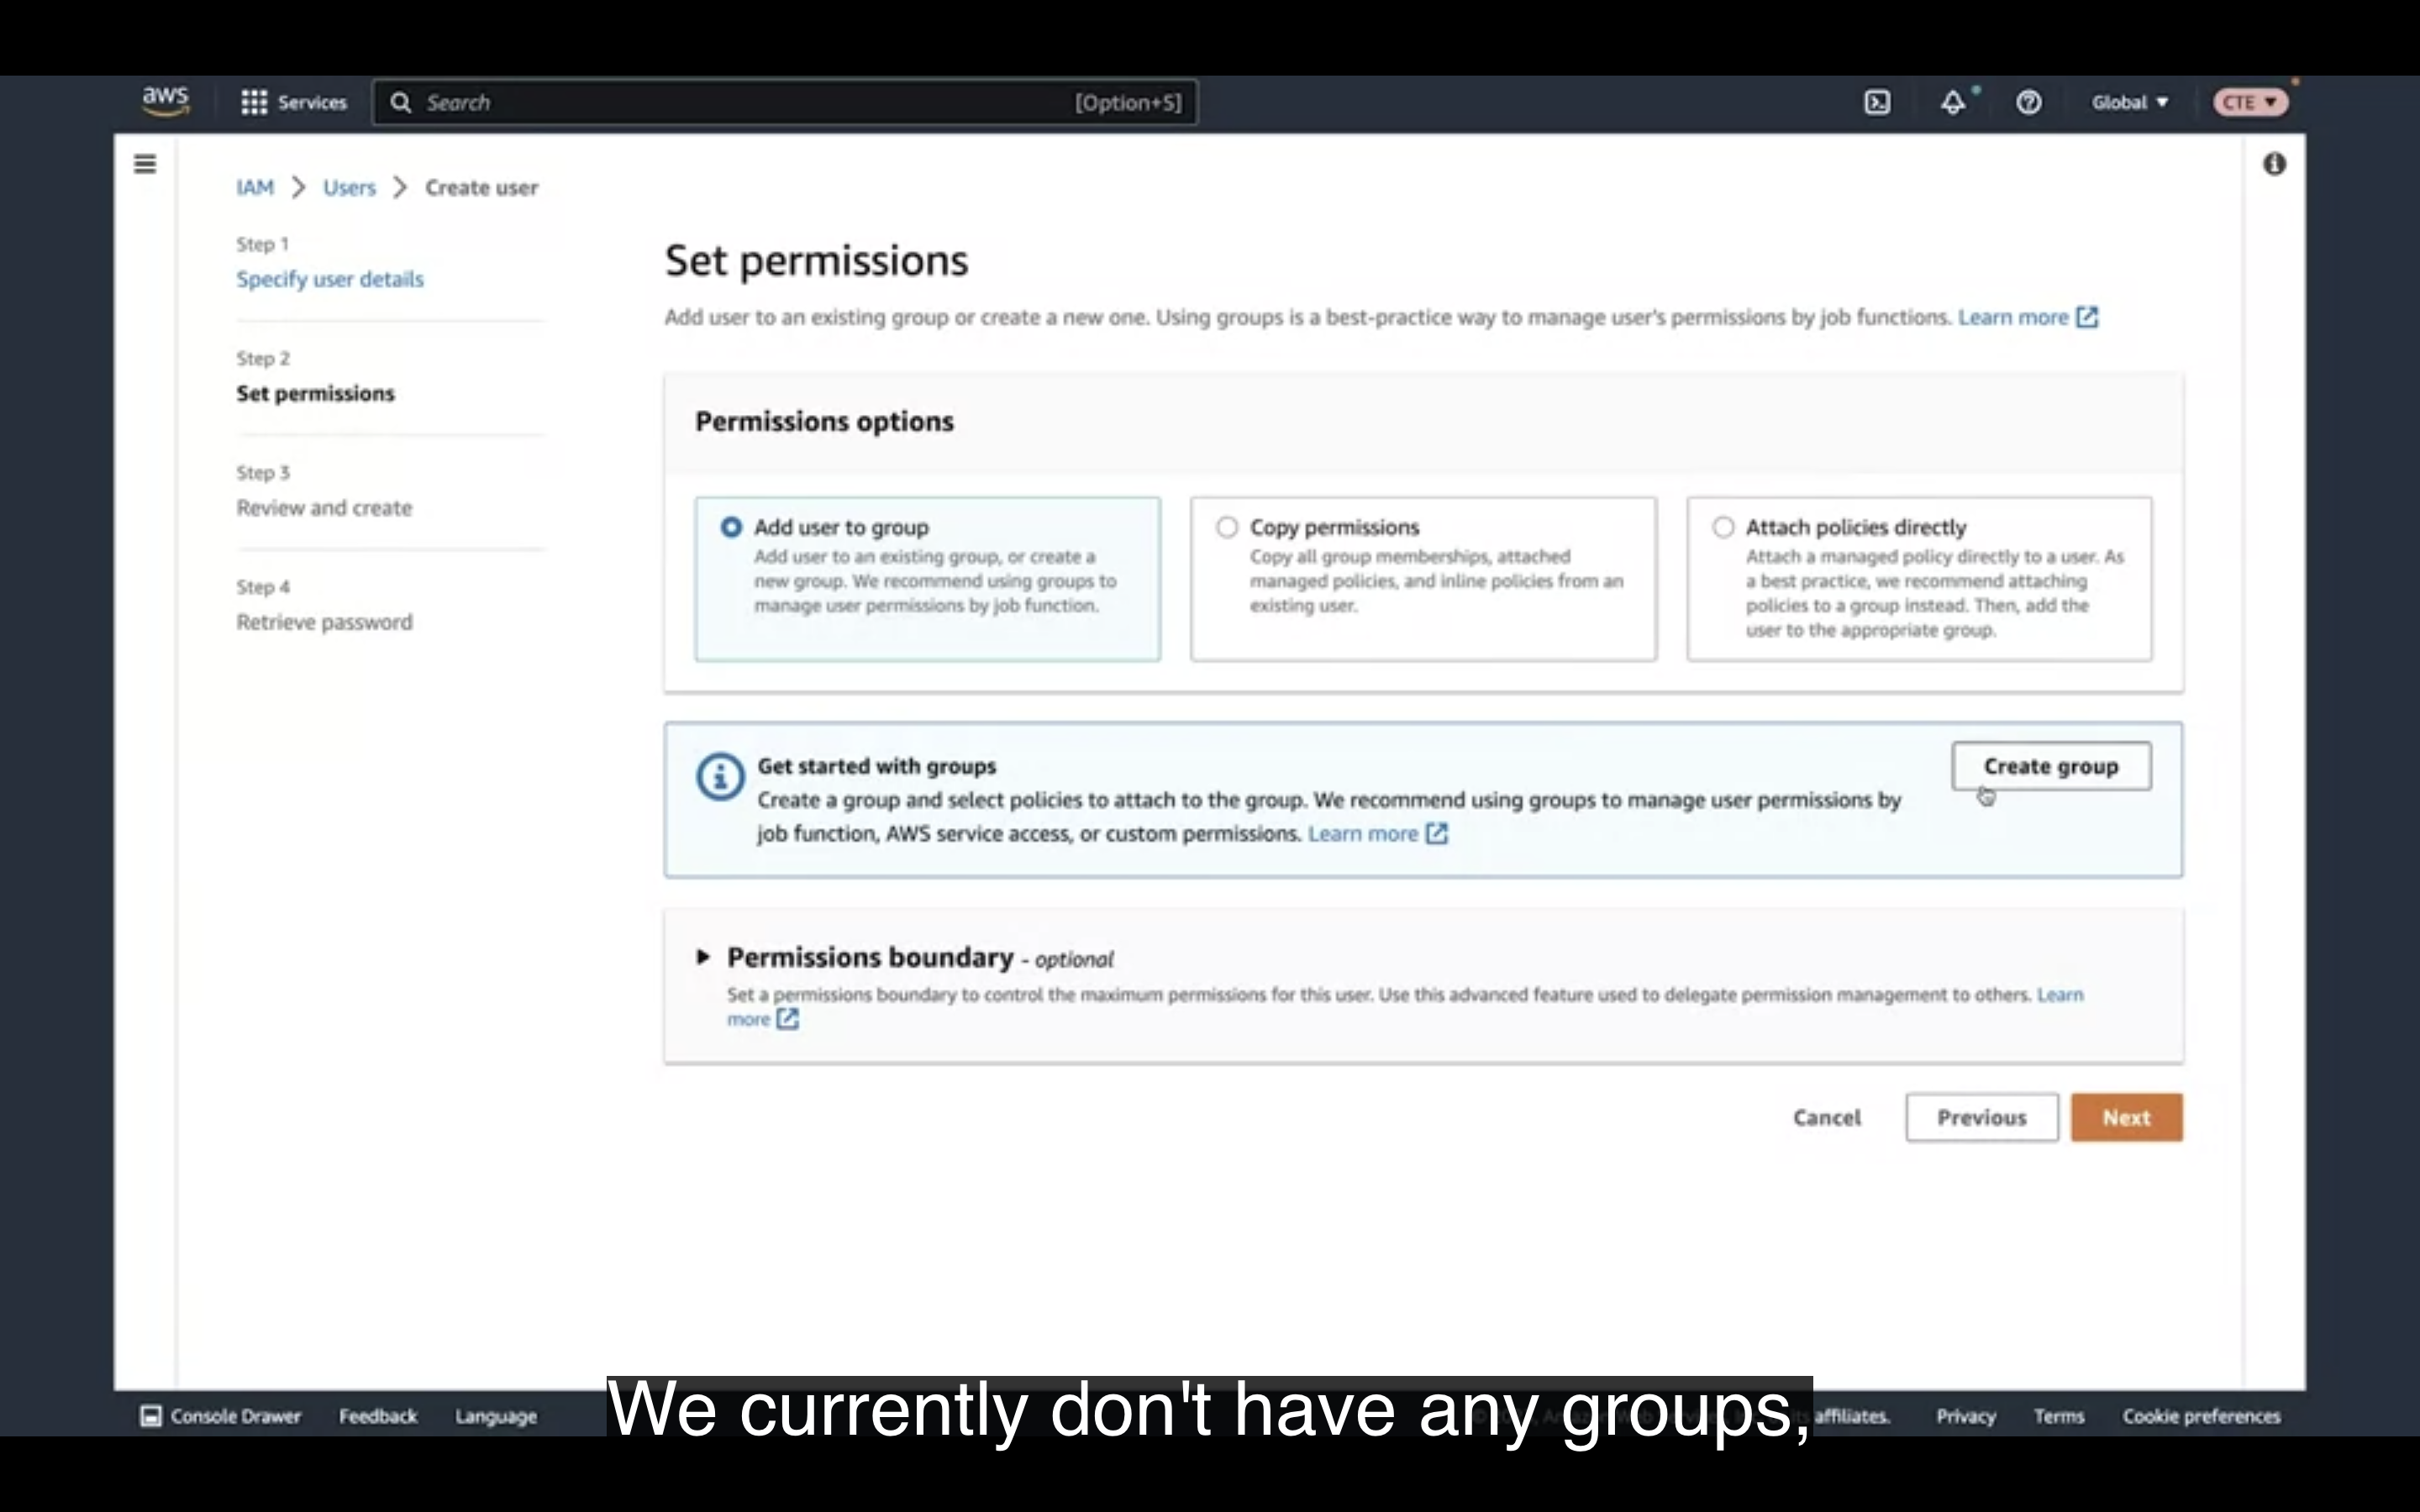 aws
Services
Search
[Option+S]
Global
CTE
IAM > Users > Create user
Step 1
Specify user details
Step 2
Set permissions
Step 3
Review and create
Step 4
Retrieve password
Set permissions
Add user to an existing group or create a new one. Using groups is a best-practice way to manage user's permissions by job functions. Learn more
Permissions options
Add user to group
Add user to an existing group, or create a
new group. We recommend using groups to
manage user permissions by job function.
Copy permissions
Copy all group memberships, attached
managed policies, and inline policies from an
existing user.
Attach policies directly
Attach a managed policy directly to a user. As
a best practice, we recommend attaching
policies to a group instead. Then, add the
user to the appropriate group.
Get started with groups
Create group
Create a group and select policies to attach to the group. We recommend using groups to manage user permissions by
job function, AWS service access, or custom permissions. Learn more
Permissions boundary - optional
Set a permissions boundary to control the maximum permissions for this user. Use this advanced feature used to delegate permission management to others. Learn
more
Cancel
Previous
Next
Console Drawer
Feedback
Language
We currently don't have any groups,
affiliates.
Privacy
Terms
Cookie preferences